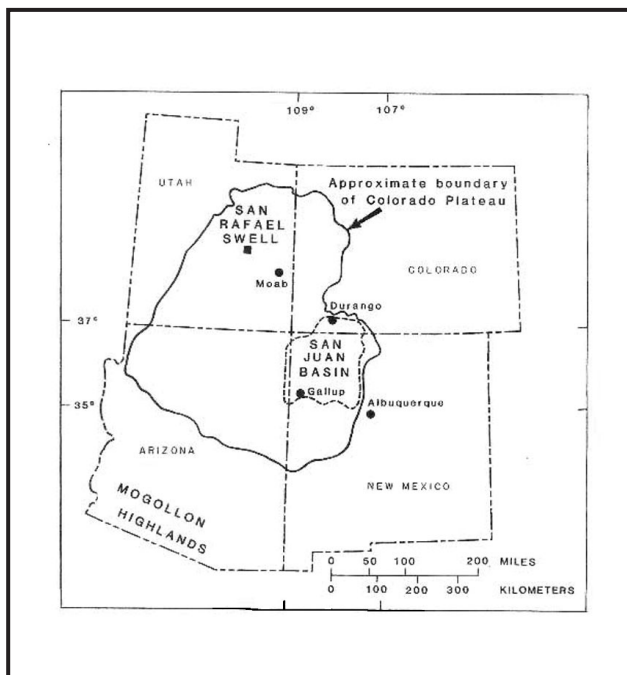 109°
107°
UTAH
Approximate boundary
of Colorado Plateau
SAN
RAFAEL
SWELL
COLORADO
Moab
Durango
37°
SAN
JUAN
BASIN
Gallup
Albuquerque
35°
ARIZONA
NEW MEXICO
MOGOLLON
HIGHLANDS
0 50 100 200 MILES
0 100 200 300 KILOMETERS